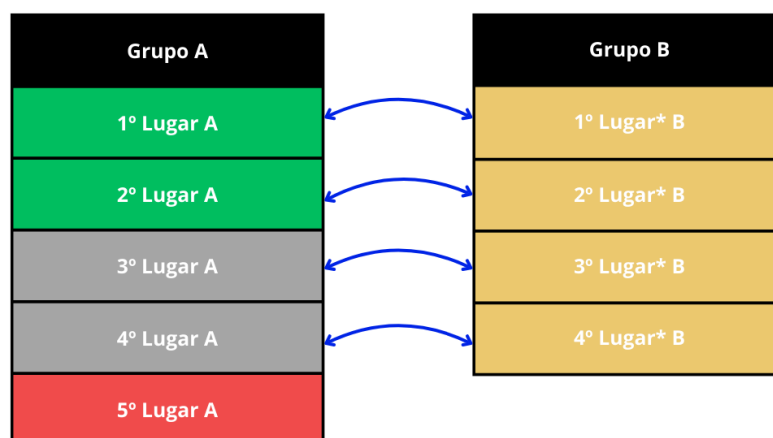 Grupo A
1º Lugar A
2º Lugar A
3º Lugar A
4º Lugar A
5º Lugar A
Grupo B
1º Lugar* B
2º Lugar* B
3º Lugar* B
4º Lugar* B